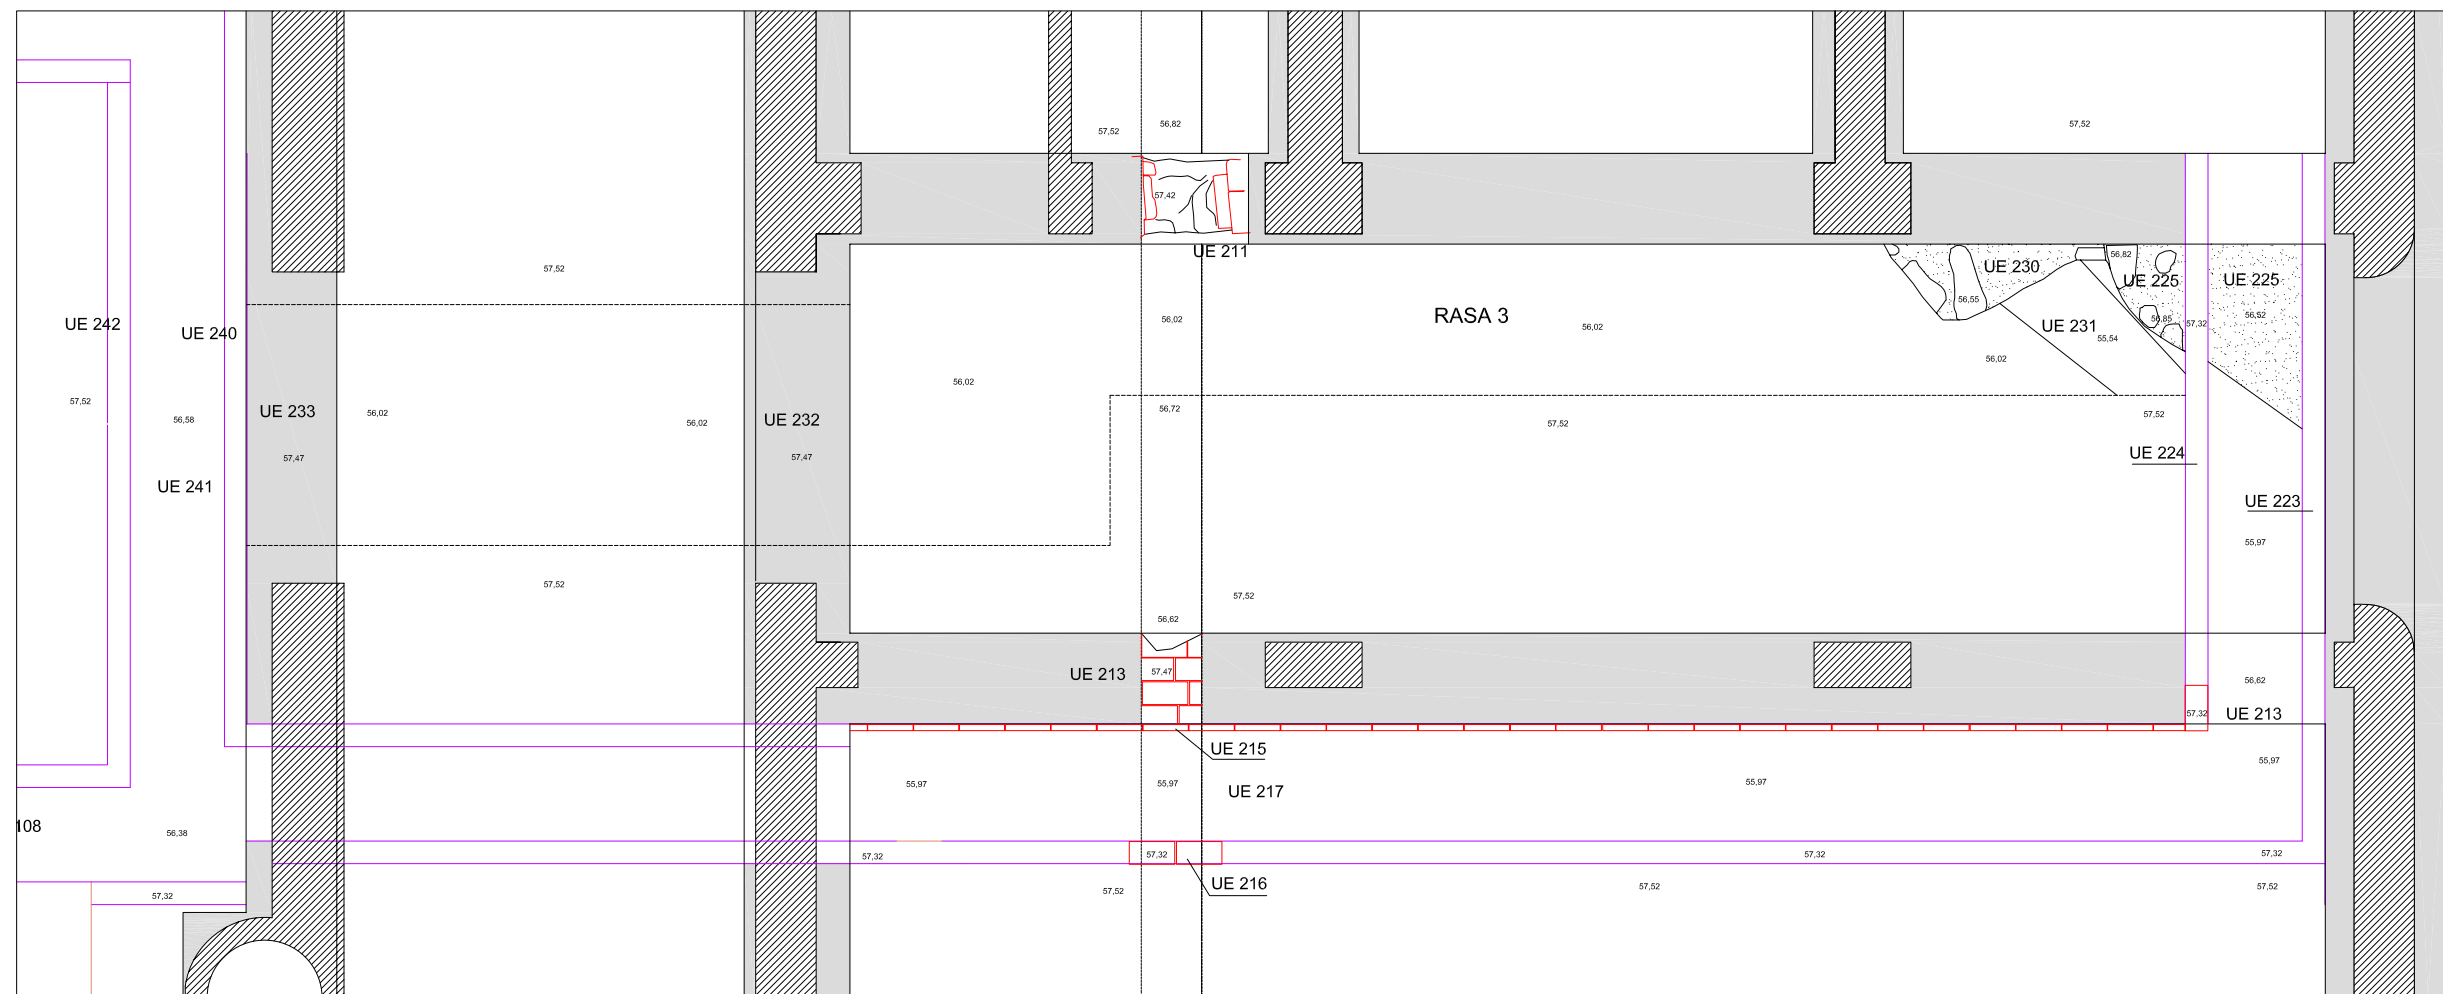 56,82
57,52
57,52
57,42
UE 211
57,52
UE 230
56,82
UE 225
UE 225
56,55
RASA 3
56,02
56,02
56,85
57,32
56,52
UE 231
55,54
UE 242
UE 240
56,02
56,02
57,52
56,58
UE 233
56,02
56,02
UE 232
56,72
57,52
57,52
57,47
57,47
UE 224
UE 241
UE 223
55,97
57,52
57,52
56,62
UE 213
57,47
56,62
57,32
UE 213
UE 215
55,97
55,97
55,97
UE 217
55,97
108
56,38
57,32
57,32
57,32
57,32
57,52
UE 216
57,52
57,52
57,32